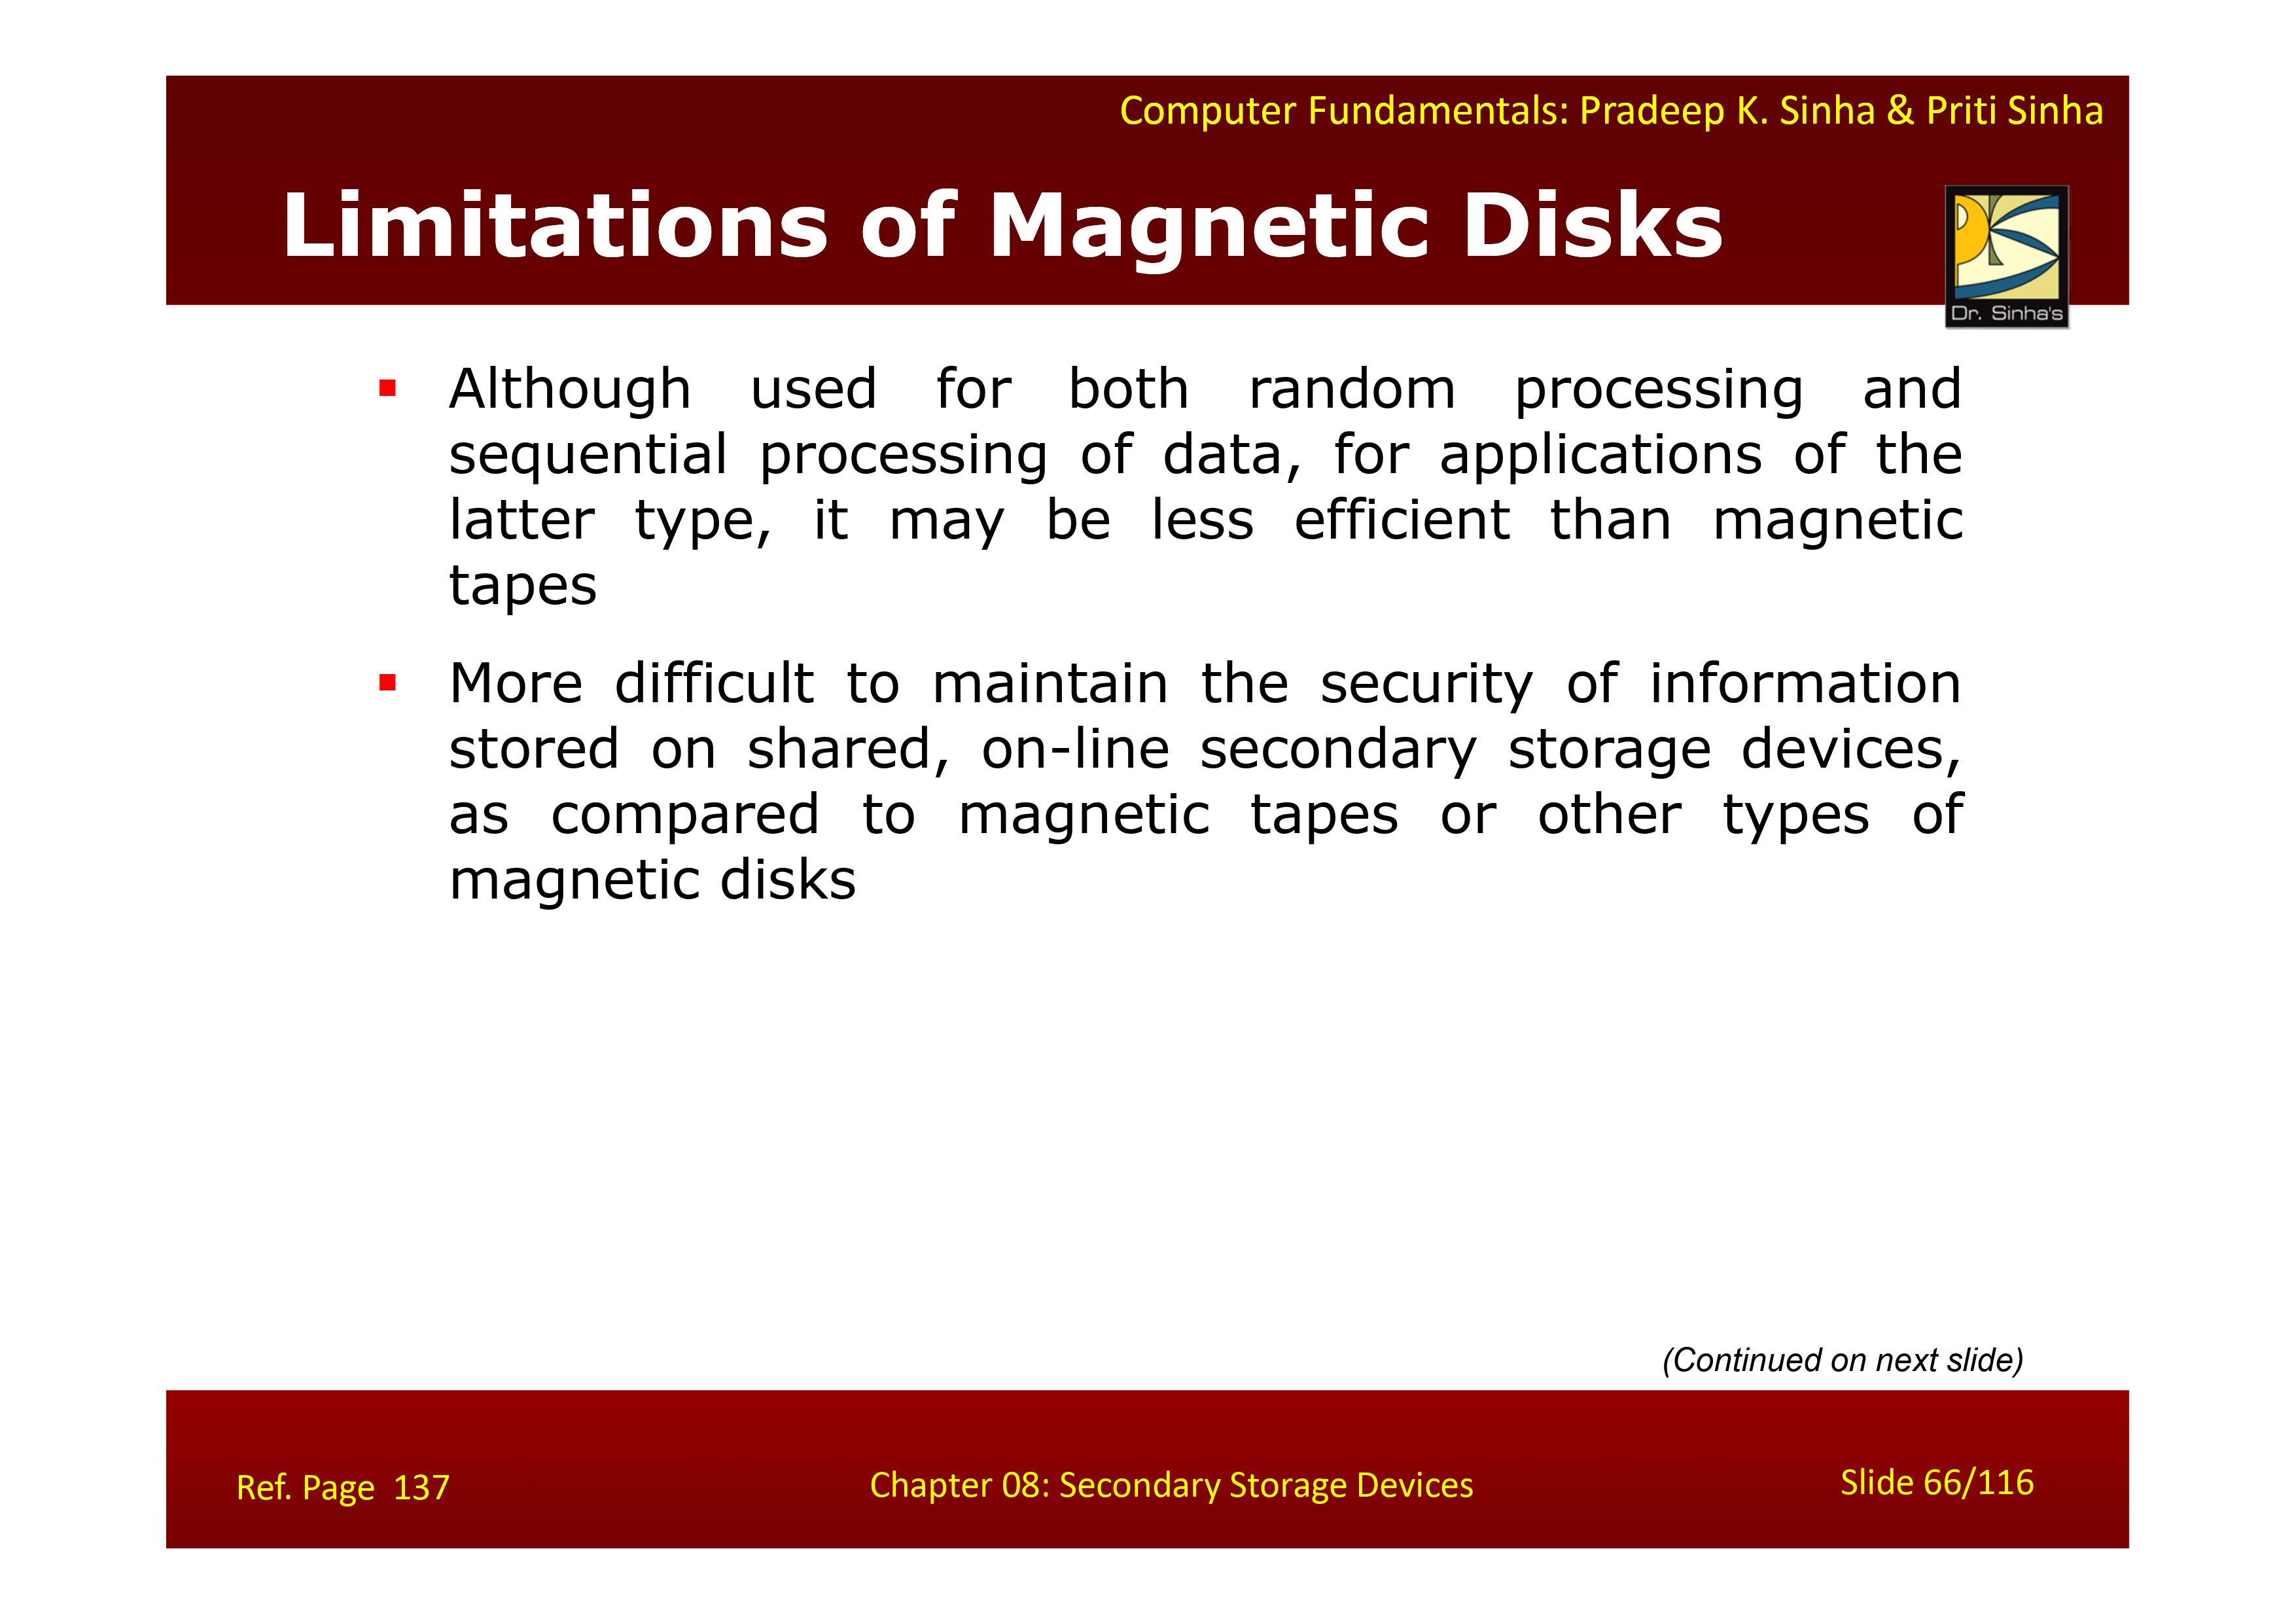 Computer Fundamentals: Pradeep K. Sinha & Priti Sinha
Limitations of Magnetic Disks
Dr. Sinha's
▪ Although used for both random processing and
sequential processing of data, for applications of the
latter type, it may be less efficient than magnetic
tapes
▪ More difficult to maintain the security of information
stored on shared, on-line secondary storage devices,
as compared to magnetic tapes or other types of
magnetic disks
(Continued on next slide)
Ref. Page 137
Chapter 08: Secondary Storage Devices
Slide 66/116